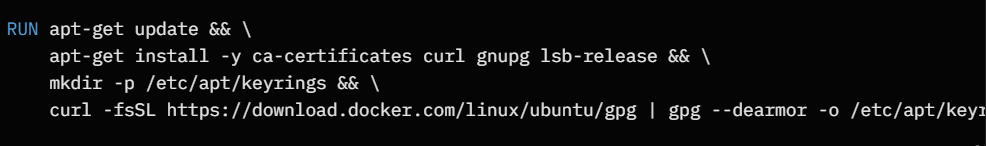 RUN apt-get update && \
apt-get install -y ca-certificates curl gnupg lsb-release && \
mkdir -p /etc/apt/keyrings && \
curl -fsSL https://download.docker.com/linux/ubuntu/gpg | gpg --dearmor -o /etc/apt/keyr